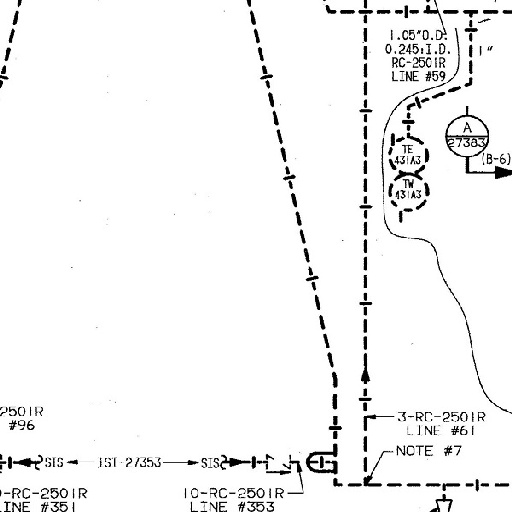 1.05"O.D.
0.245"I.D.
RC-2501R
LINE #59
1"
A
27383
(B-6)
TE
431A3
TW
431A3
2501R
#96
3-RC-2501R
LINE #61
NOTE #7
SIS
1ST-27353
SIS
-RC-2501R
LINE #351
10-RC-2501R
LINE #353